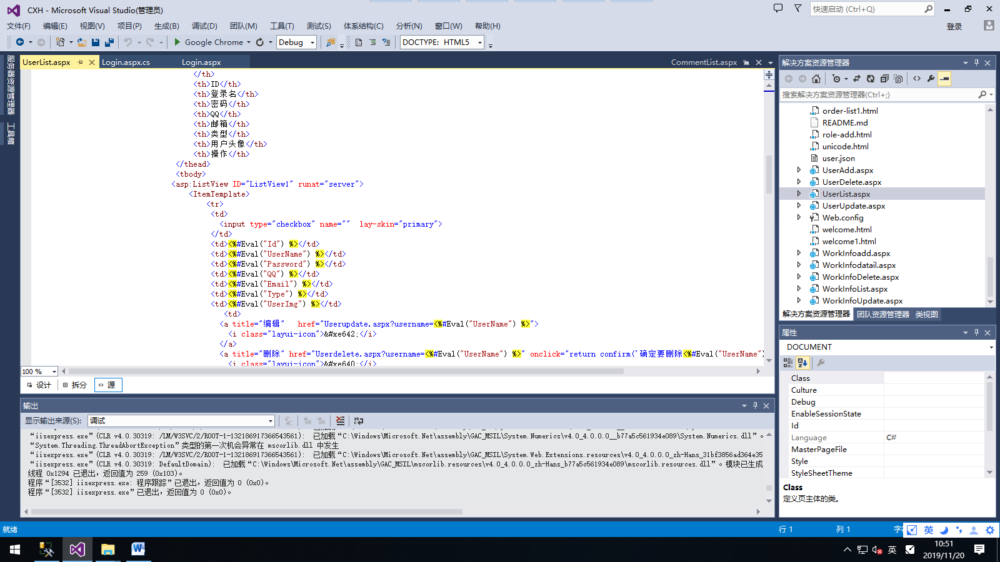 CXH - Microsoft Visual Studio(管理员)
快速启动 (Ctrl+Q)
文件(F) 编辑(E) 视图(V) 项目(P) 生成(B) 调试(D) 团队(M) 工具(T) 测试(S) 体系结构(C) 分析(N) 窗口(W) 帮助(H)
登录
Google Chrome Debug DOCTYPE: HTML5
服务器资源管理器
工具箱
UserList.aspx Login.aspx.cs Login.aspx CommentList.aspx
</th>
<th>ID</th>
<th>登录名</th>
<th>密码</th>
<th>QQ</th>
<th>邮箱</th>
<th>类型</th>
<th>用户头像</th>
<th>操作</th>
</thead>
<tbody>
<asp:ListView ID="ListView1" runat="server">
<ItemTemplate>
<tr>
<td>
<input type="checkbox" name="" lay-skin="primary">
</td>
<td><%#Eval("Id") %></td>
<td><%#Eval("UserName") %></td>
<td><%#Eval("Password") %></td>
<td><%#Eval("QQ") %></td>
<td><%#Eval("Email") %></td>
<td><%#Eval("Type") %></td>
<td><%#Eval("UserImg") %></td>
<td>
<a title="编辑" href="Userupdate.aspx?username=<%#Eval("UserName") %>">
<i class="layui-icon">&#xe642;</i>
</a>
<a title="删除" href="Userdelete.aspx?username=<%#Eval("UserName") %>" onclick="return confirm('确定要删除<%#Eval("UserName")
<i class="layui-icon">&#xe640;</i>
100 %
设计 拆分 源
输出
显示输出来源(S): 调试
“iisexpress.exe”(CLR v4.0.30319: /LM/W3SVC/2/ROOT-1-132186917366543561): 已加载“C:\Windows\Microsoft.Net\assembly\GAC_MSIL\System.Numerics\v4.0_4.0.0.0__b77a5c561934e089\System.Numerics.dll”。
“System.Threading.ThreadAbortException”类型的第一次机会异常在 mscorlib.dll 中发生
“iisexpress.exe”(CLR v4.0.30319: /LM/W3SVC/2/ROOT-1-132186917366543561): 已加载“C:\Windows\Microsoft.Net\assembly\GAC_MSIL\System.Web.Extensions.resources\v4.0_4.0.0.0_zh-Hans_31bf3856ad364e35
“iisexpress.exe”(CLR v4.0.30319: DefaultDomain): 已加载“C:\Windows\Microsoft.Net\assembly\GAC_MSIL\mscorlib.resources\v4.0_4.0.0.0_zh-Hans_b77a5c561934e089\mscorlib.resources.dll”。模块已生成
线程 0x1294 已退出，返回值为 259 (0x103)。
程序“[3532] iisexpress.exe: 程序跟踪”已退出，返回值为 0 (0x0)。
程序“[3532] iisexpress.exe”已退出，返回值为 0 (0x0)。
解决方案资源管理器
搜索解决方案资源管理器(Ctrl+;)
order-list1.html
README.md
role-add.html
unicode.html
user.json
UserAdd.aspx
UserDelete.aspx
UserList.aspx
UserUpdate.aspx
Web.config
welcome.html
welcome1.html
WorkInfoadd.aspx
WorkInfodatail.aspx
WorkInfoDelete.aspx
WorkInfoList.aspx
WorkInfoUpdate.aspx
解决方案资源管理器 团队资源管理器 类视图
属性
DOCUMENT
Class
Culture
Debug
EnableSessionState
Id
Language C#
MasterPageFile
Style
StyleSheetTheme
Class
定义页主体的类。
就绪 行 1 列 1
英
英 10:51
2019/11/20